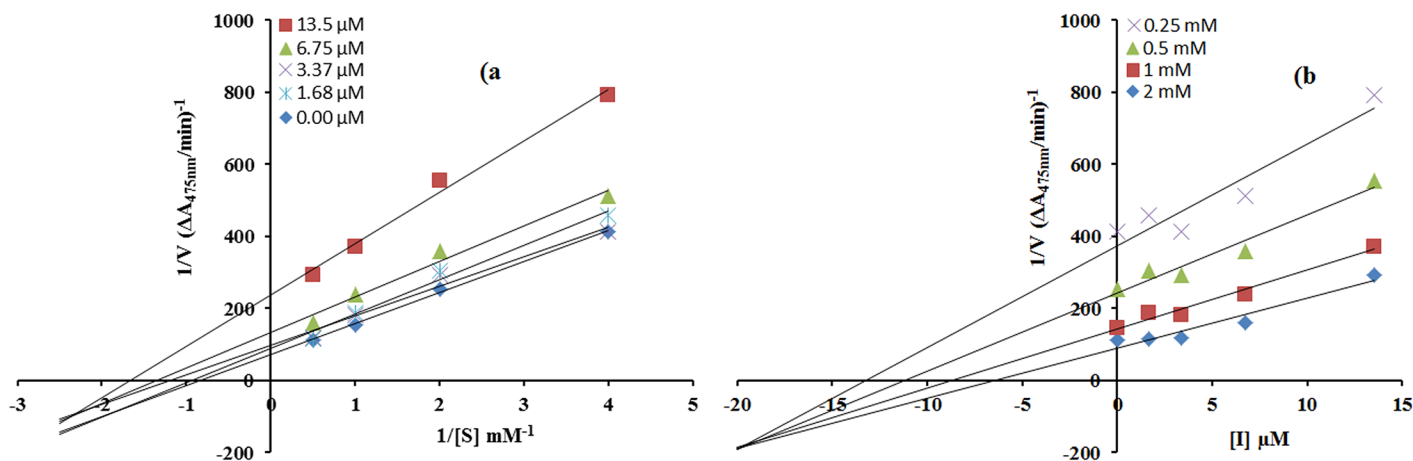 1000
800
600
400
200
0
-200
-3
-2
-1
0
1
2
3
4
5
1/V (ΔA475nm/min)-1
1/[S] mM-1
13.5 µM
6.75 µM
3.37 µM
1.68 µM
0.00 µM
(a
1000
800
600
400
200
0
-200
-20
-15
-10
-5
0
5
10
15
1/V (ΔA475nm/min)-1
[I] µM
0.25 mM
0.5 mM
1 mM
2 mM
(b)